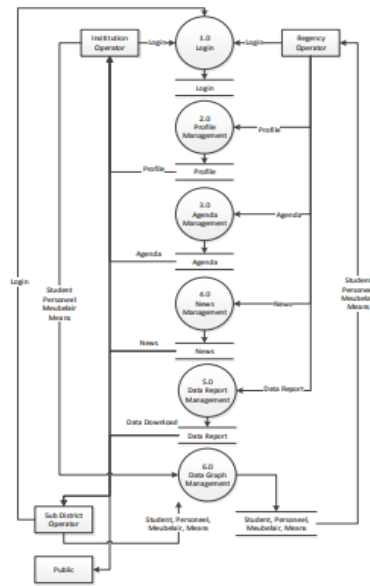 1.0
Login
Institution
Operator
Regency
Operator
Login
Login
Login
2.0
Profile
Management
Profile
Profile
Profile
3.0
Agenda
Management
Agenda
Agenda
Agenda
Login
Student
Personeel
Meubelair
Means
4.0
News
Management
News
Student
Personeel
Meubelair
Means
News
News
5.0
Data Report
Management
Data Report
Data Download
Data Report
6.0
Data Graph
Management
Sub District
Operator
Student, Personeel,
Meubelair, Means
Student, Personeel,
Meubelair, Means
Public